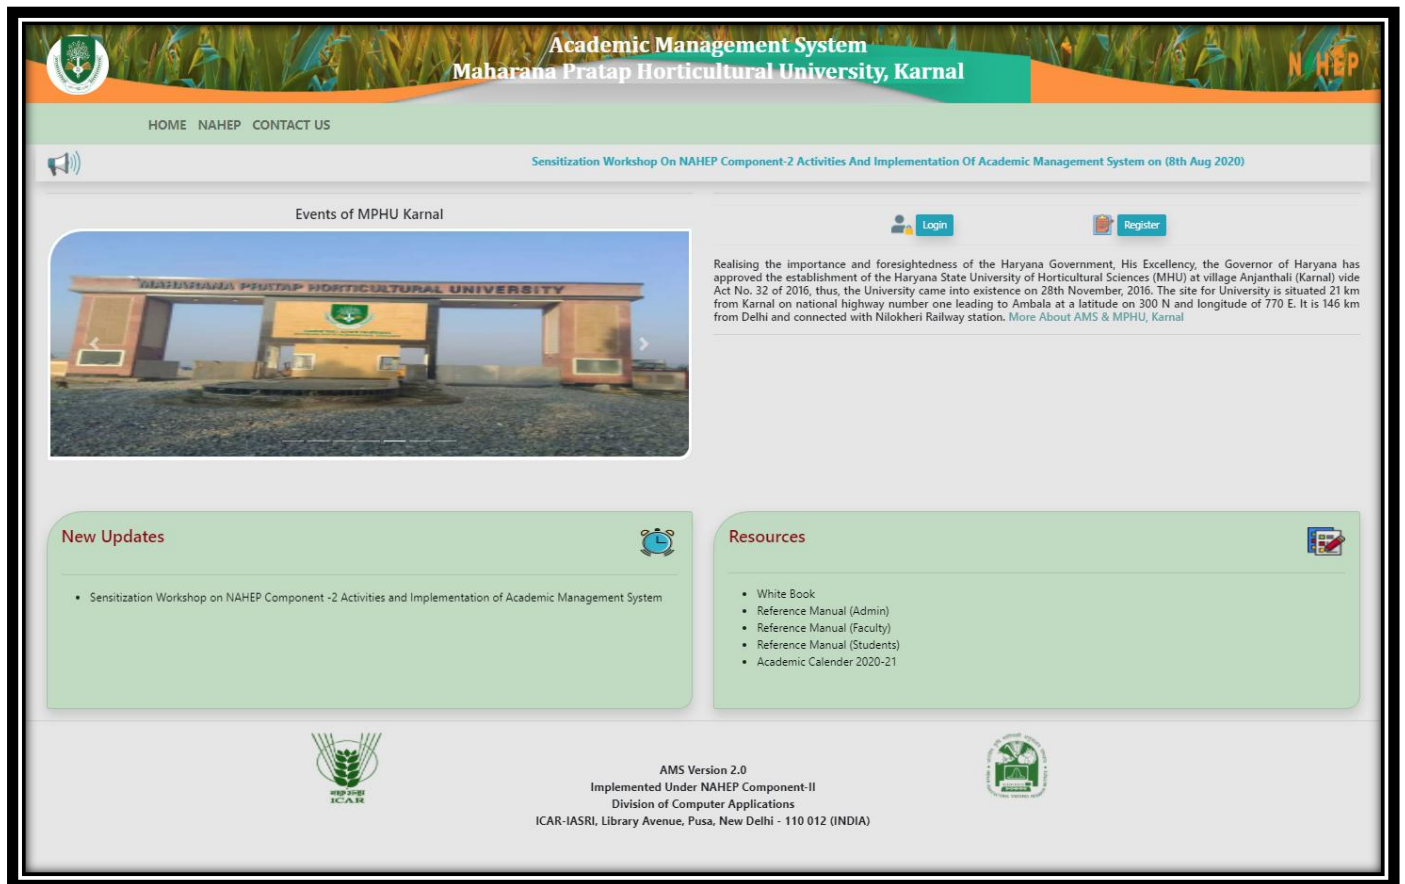 Academic Management System
Maharana Pratap Horticultural University, Karnal
NAHEP
HOME NAHEP CONTACT US
Sensitization Workshop On NAHEP Component-2 Activities And Implementation Of Academic Management System on (8th Aug 2020)
Events of MPHU Karnal
MAHARANA PRATAP HORTICULTURAL UNIVERSITY
Login
Register
Realising the importance and foresightedness of the Haryana Government, His Excellency, the Governor of Haryana has
approved the establishment of the Haryana State University of Horticultural Sciences (MHU) at village Anjanthali (Karnal) vide
Act No. 32 of 2016, thus, the University came into existence on 28th November, 2016. The site for University is situated 21 km
from Karnal on national highway number one leading to Ambala at a latitude on 300 N and longitude of 770 E. It is 146 km
from Delhi and connected with Nilokheri Railway station. More About AMS & MPHU, Karnal
New Updates
Sensitization Workshop on NAHEP Component -2 Activities and Implementation of Academic Management System
Resources
White Book
Reference Manual (Admin)
Reference Manual (Faculty)
Reference Manual (Students)
Academic Calender 2020-21
ICAR
AMS Version 2.0
Implemented Under NAHEP Component-II
Division of Computer Applications
ICAR-IASRI, Library Avenue, Pusa, New Delhi - 110 012 (INDIA)